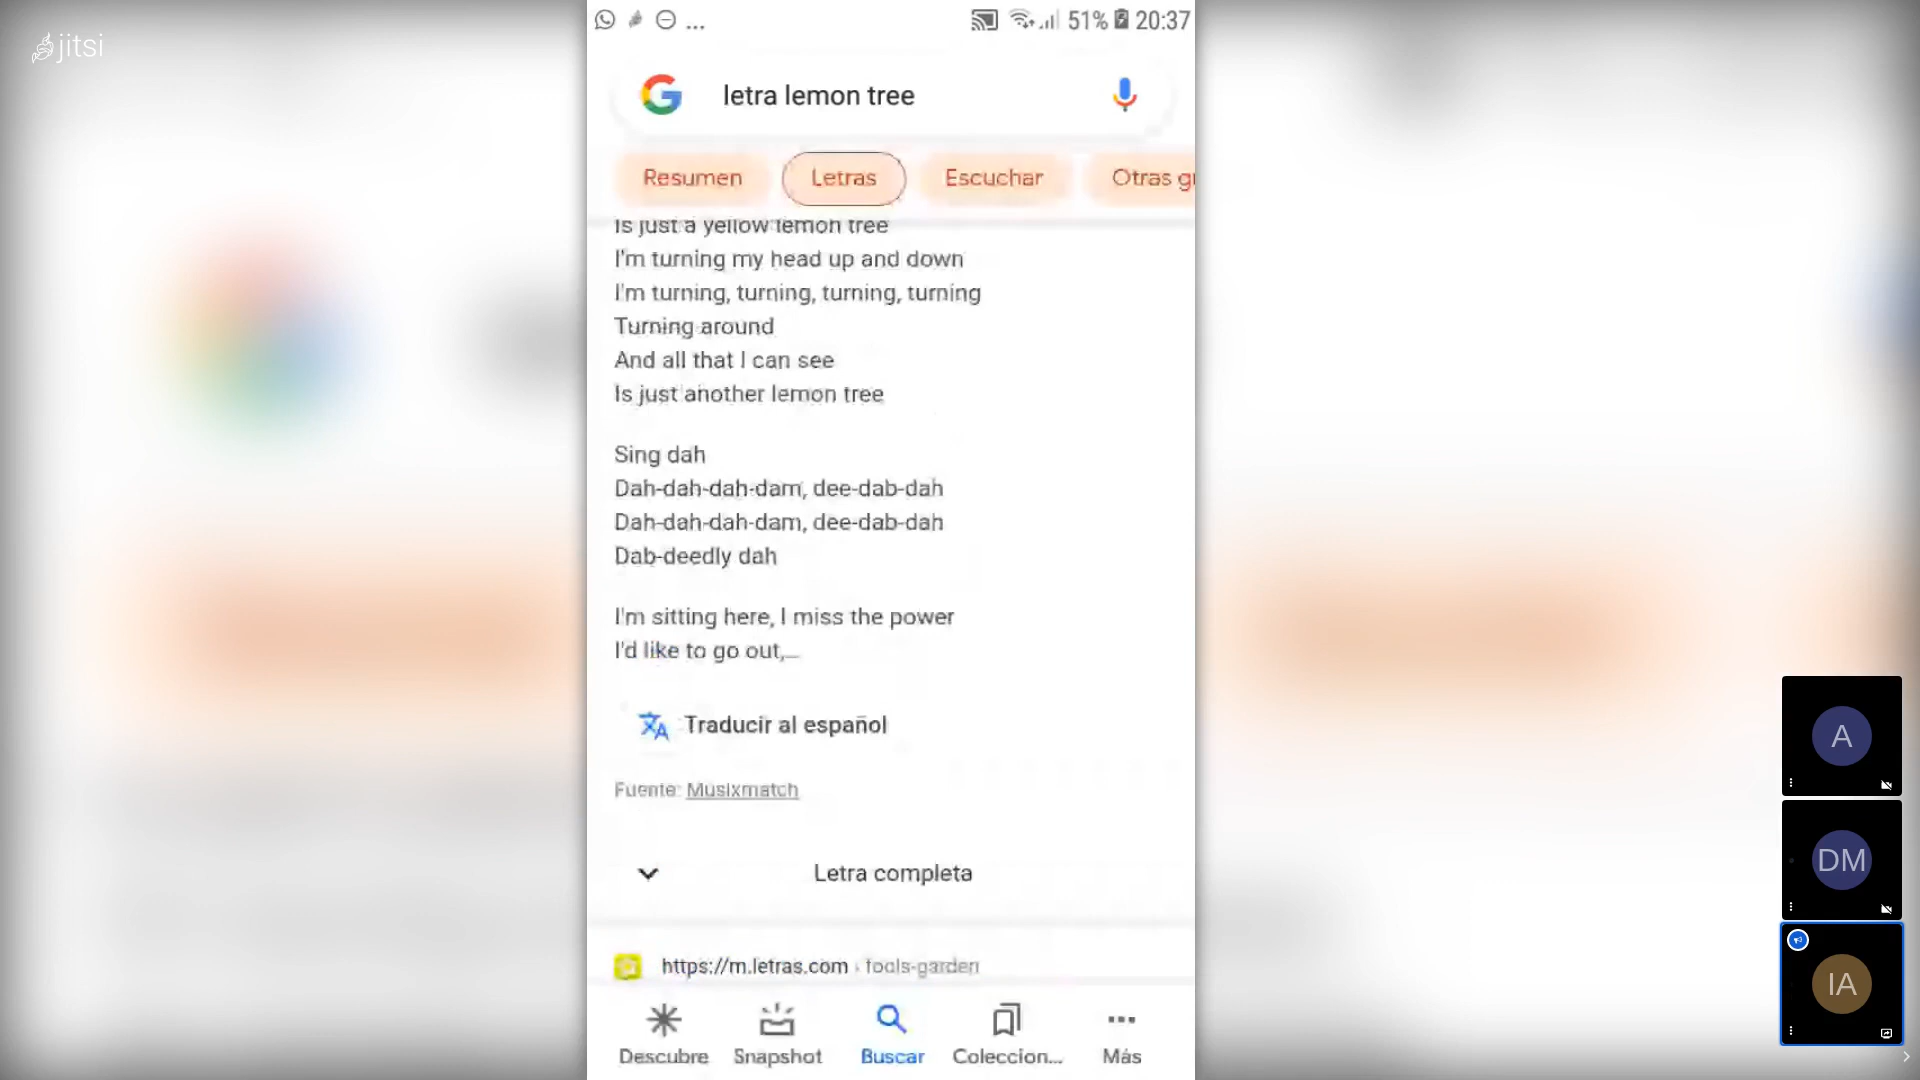 jitsi
...
51% 20:37
letra lemon tree
Resumen Letras Escuchar Otras g
Is just a yellow lemon tree
I'm turning my head up and down
I'm turning, turning, turning, turning
Turning around
And all that I can see
Is just another lemon tree
Sing dah
Dah-dah-dah-dam, dee-dab-dah
Dah-dah-dah-dam, dee-dab-dah
Dab-deedly dah
I'm sitting here, I miss the power
I'd like to go out,...
Traducir al español
Fuente: Musixmatch
Letra completa
https://m.letras.com › fools-garden
Descubre Snapshot Buscar Coleccion... Más
A
DM
IA